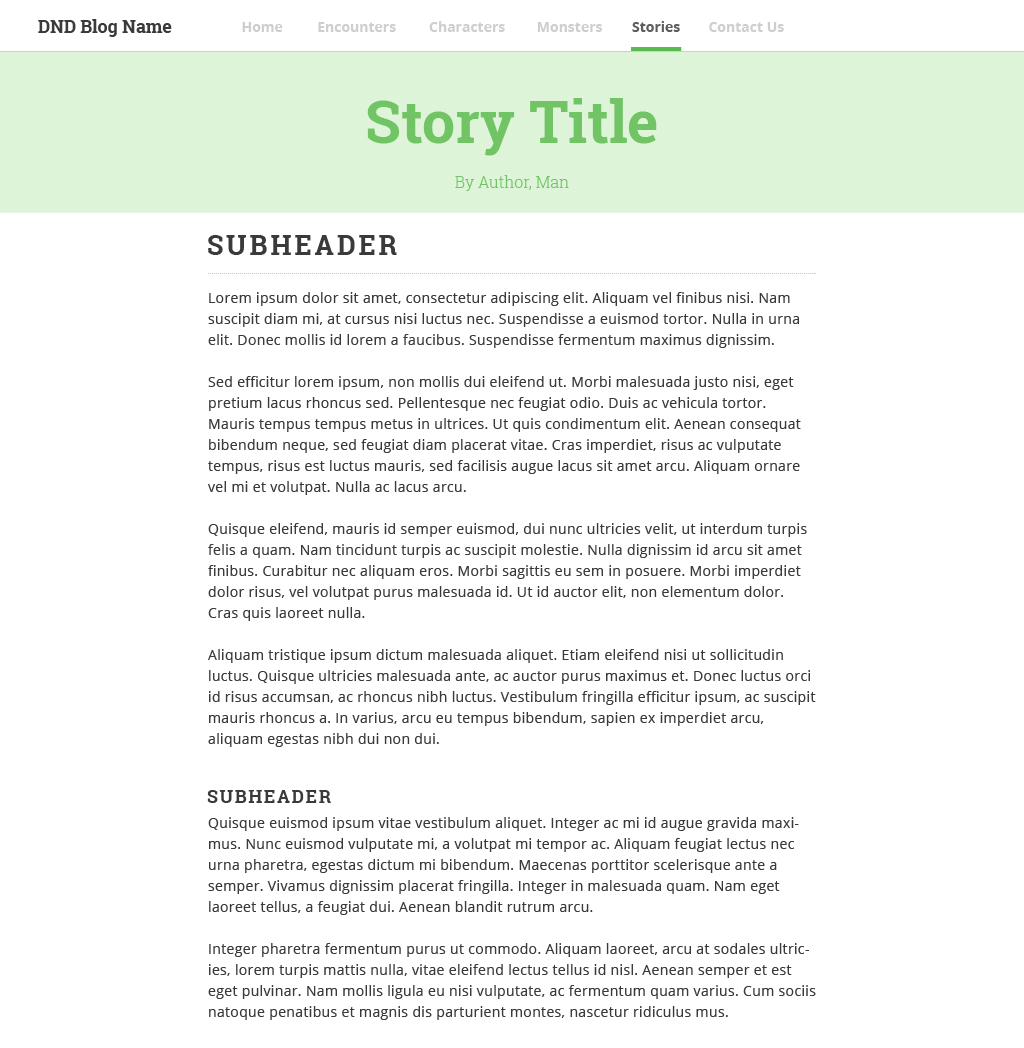 DND Blog Name Home Encounters Characters Monsters Stories Contact Us
Story Title
By Author, Man
SUBHEADER
Lorem ipsum dolor sit amet, consectetur adipiscing elit. Aliquam vel finibus nisi. Nam
suscipit diam mi, at cursus nisi luctus nec. Suspendisse a euismod tortor. Nulla in urna
elit. Donec mollis id lorem a faucibus. Suspendisse fermentum maximus dignissim.
Sed efficitur lorem ipsum, non mollis dui eleifend ut. Morbi malesuada justo nisi, eget
pretium lacus rhoncus sed. Pellentesque nec feugiat odio. Duis ac vehicula tortor.
Mauris tempus tempus metus in ultrices. Ut quis condimentum elit. Aenean consequat
bibendum neque, sed feugiat diam placerat vitae. Cras imperdiet, risus ac vulputate
tempus, risus est luctus mauris, sed facilisis augue lacus sit amet arcu. Aliquam ornare
vel mi et volutpat. Nulla ac lacus arcu.
Quisque eleifend, mauris id semper euismod, dui nunc ultricies velit, ut interdum turpis
felis a quam. Nam tincidunt turpis ac suscipit molestie. Nulla dignissim id arcu sit amet
finibus. Curabitur nec aliquam eros. Morbi sagittis eu sem in posuere. Morbi imperdiet
dolor risus, vel volutpat purus malesuada id. Ut id auctor elit, non elementum dolor.
Cras quis laoreet nulla.
Aliquam tristique ipsum dictum malesuada aliquet. Etiam eleifend nisi ut sollicitudin
luctus. Quisque ultricies malesuada ante, ac auctor purus maximus et. Donec luctus orci
id risus accumsan, ac rhoncus nibh luctus. Vestibulum fringilla efficitur ipsum, ac suscipit
mauris rhoncus a. In varius, arcu eu tempus bibendum, sapien ex imperdiet arcu,
aliquam egestas nibh dui non dui.
SUBHEADER
Quisque euismod ipsum vitae vestibulum aliquet. Integer ac mi id augue gravida maxi-
mus. Nunc euismod vulputate mi, a volutpat mi tempor ac. Aliquam feugiat lectus nec
urna pharetra, egestas dictum mi bibendum. Maecenas porttitor scelerisque ante a
semper. Vivamus dignissim placerat fringilla. Integer in malesuada quam. Nam eget
laoreet tellus, a feugiat dui. Aenean blandit rutrum arcu.
Integer pharetra fermentum purus ut commodo. Aliquam laoreet, arcu at sodales ultric-
ies, lorem turpis mattis nulla, vitae eleifend lectus tellus id nisl. Aenean semper et est
eget pulvinar. Nam mollis ligula eu nisi vulputate, ac fermentum quam varius. Cum sociis
natoque penatibus et magnis dis parturient montes, nascetur ridiculus mus.